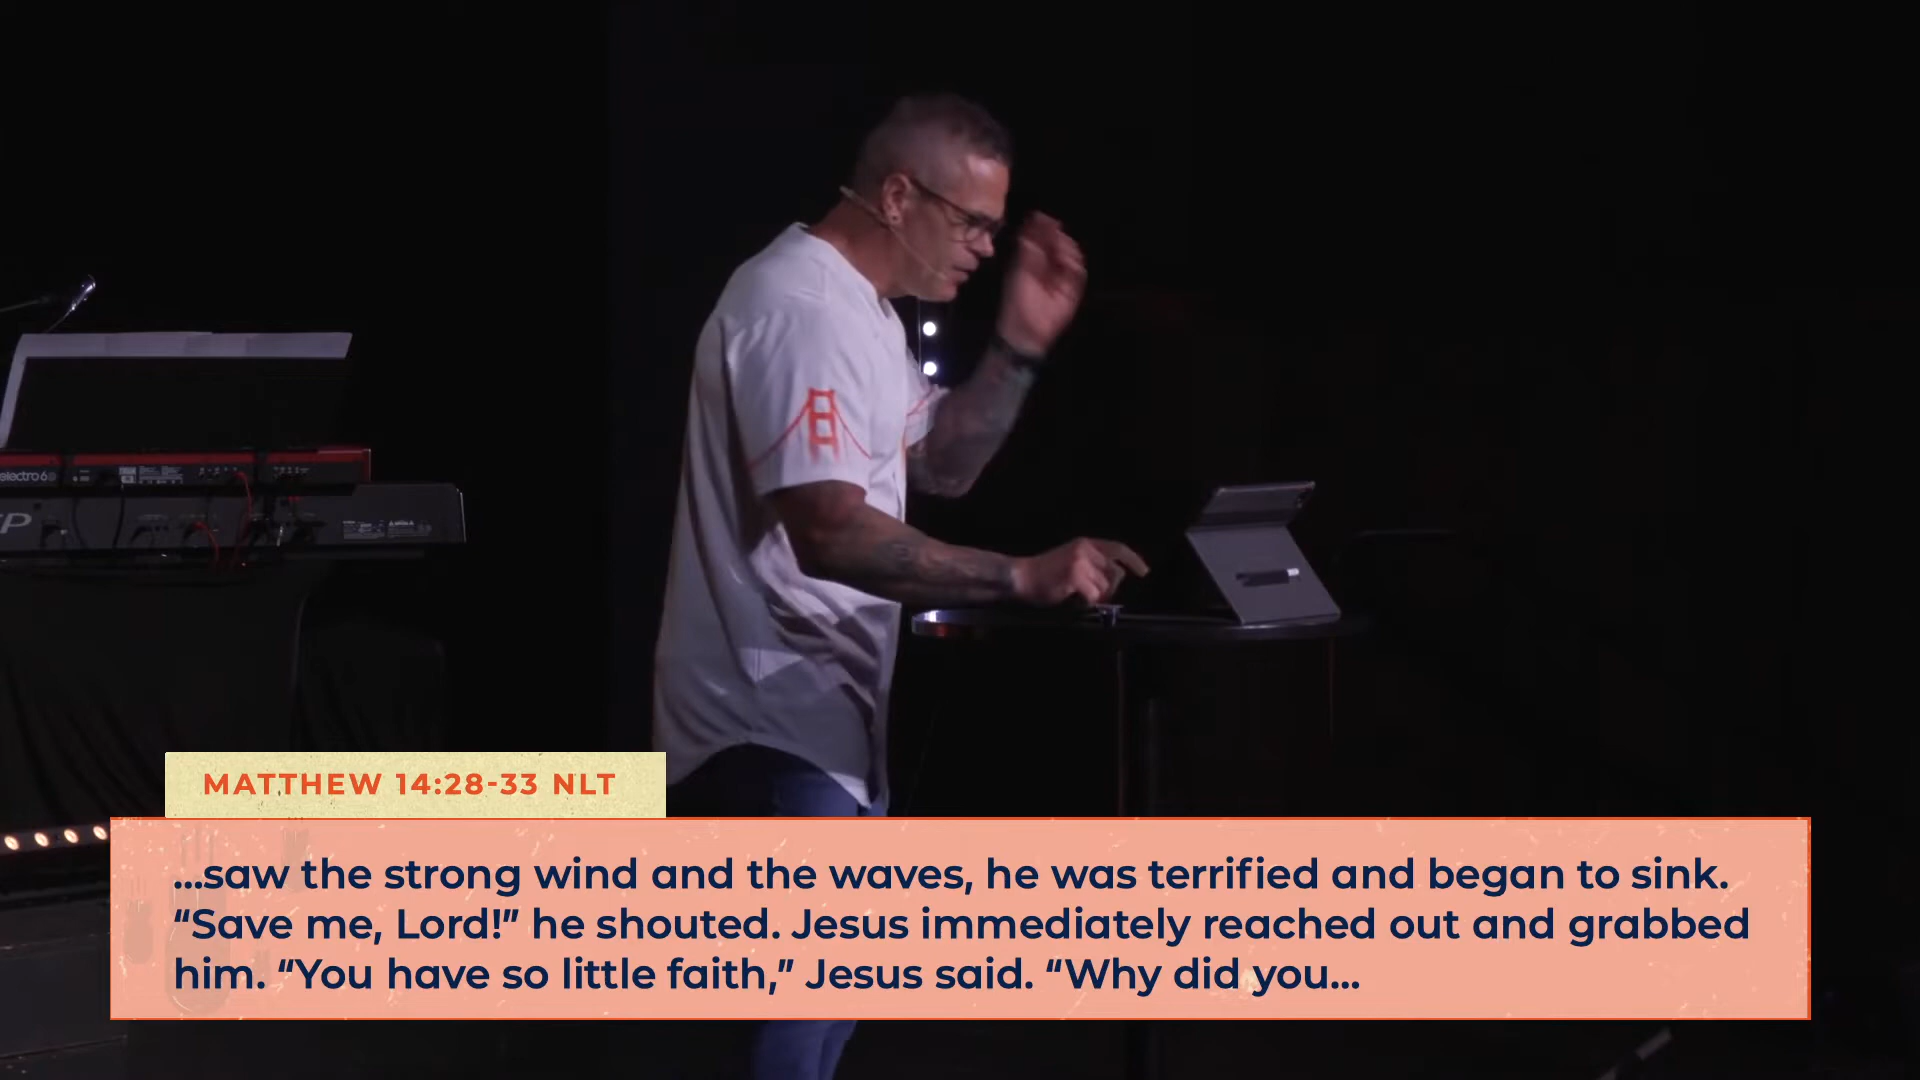 electro6
P
MATTHEW 14:28-33 NLT
...saw the strong wind and the waves, he was terrified and began to sink.
“Save me, Lord!” he shouted. Jesus immediately reached out and grabbed
him. “You have so little faith,” Jesus said. “Why did you...